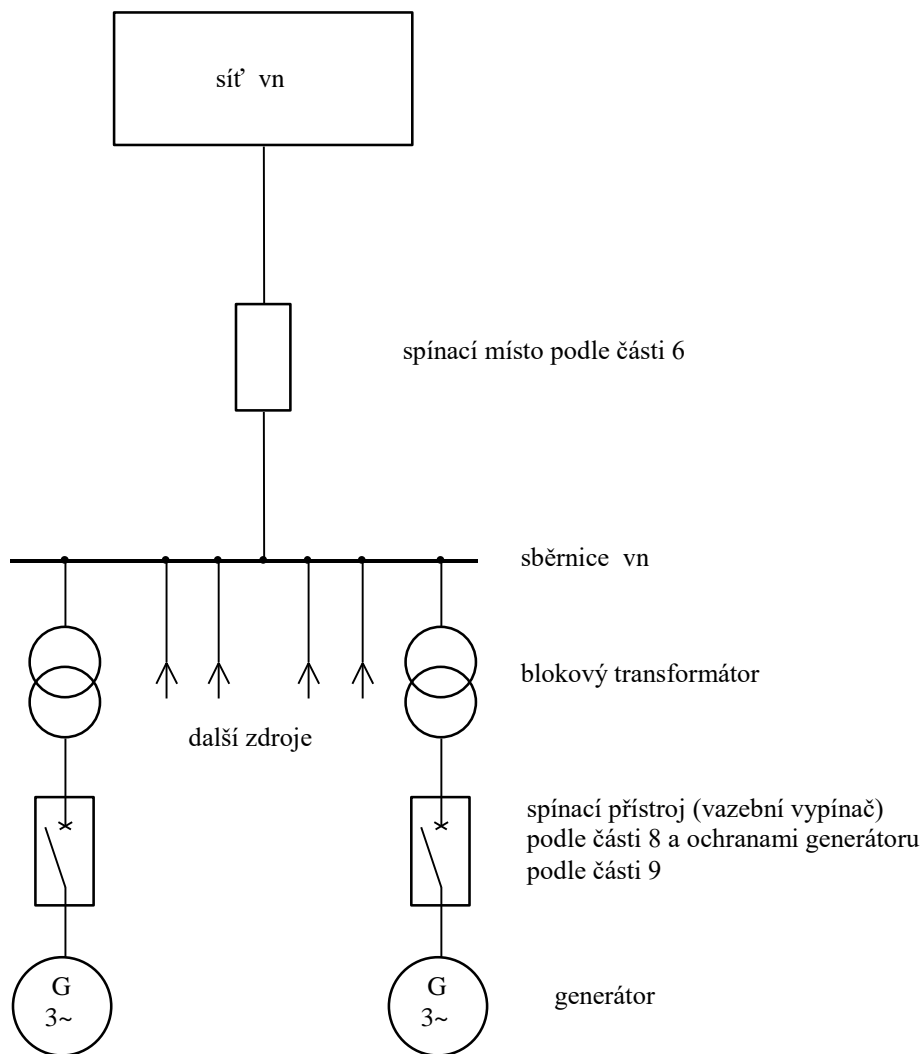 síť vn
spínací místo podle části 6
sběrnice vn
blokový transformátor
další zdroje
spínací přístroj (vazební vypínač)
podle části 8 a ochranami generátoru
podle části 9
G
3~
G
3~
generátor